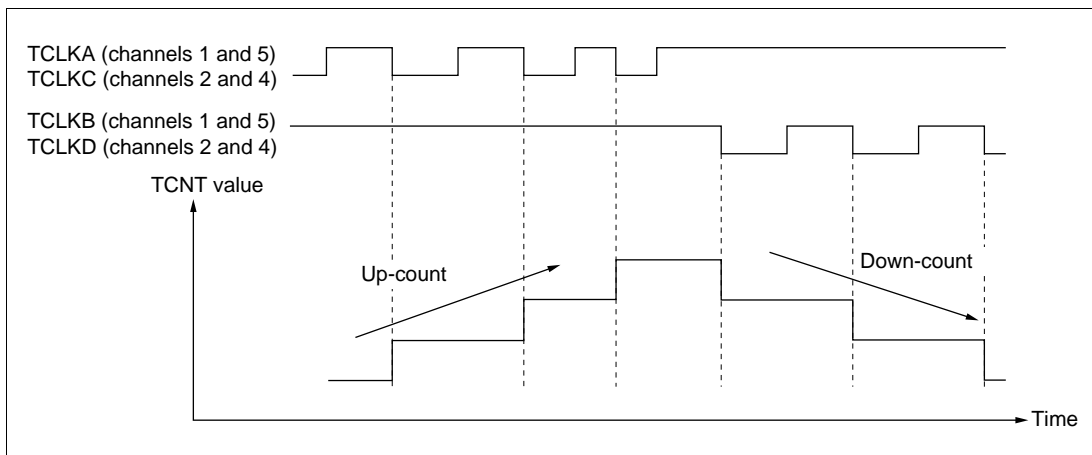 TCLKA (channels 1 and 5)
TCLKC (channels 2 and 4)
TCLKB (channels 1 and 5)
TCLKD (channels 2 and 4)
TCNT value
Up-count
Down-count
Time